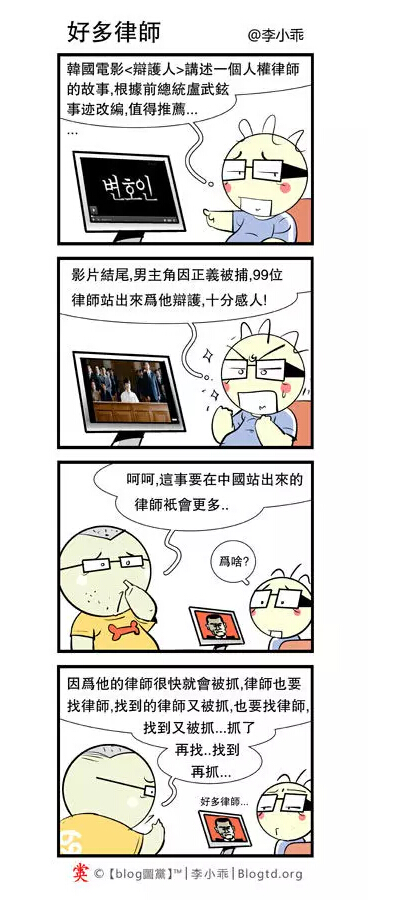 好多律師
@李小乖
韓國電影<辯護人>講述一個人權律師
的故事,根據前總統盧武鉉
事迹改編,值得推薦...
...
변호인
影片結尾,男主角因正義被捕,99位
律師站出來爲他辯護,十分感人!
呵呵,這事要在中國站出來的
律師衹會更多..
爲啥?
因爲他的律師很快就會被抓,律師也要
找律師,找到的律師又被抓,也要找律師,
找到又被抓...抓了
再找..找到
再抓...
好多律師...
69
© 【blog圖黨】™ | 李小乖 | Blogtd.org